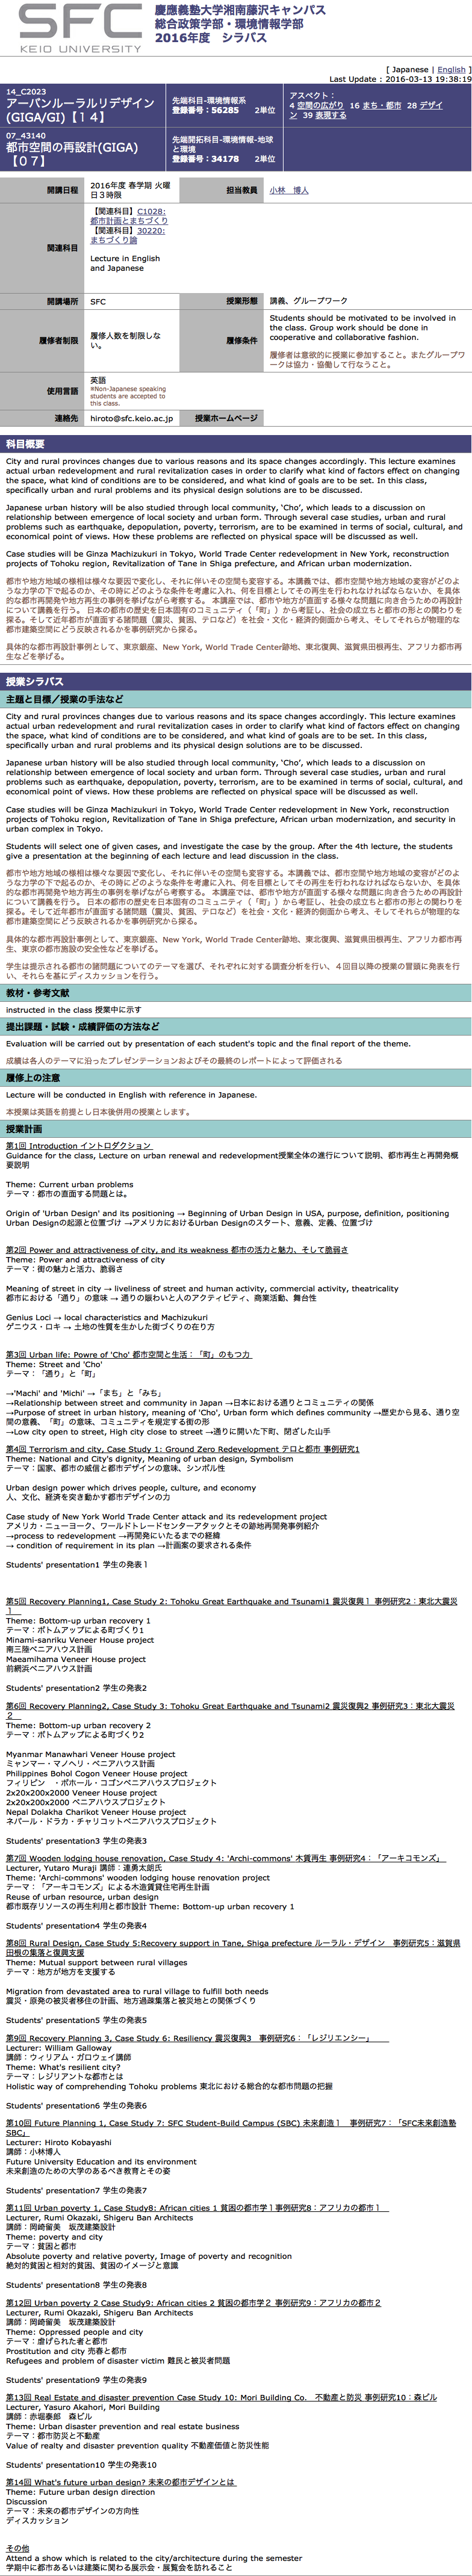 SFC
KEIO UNIVERSITY
慶應義塾大学湘南藤沢キャンパス
総合政策学部・環境情報学部
2016年度 シラバス
[ Japanese | English ]
Last Update : 2016-03-13 19:38:19
14_C2023
アーバンルーラルリデザイン
(GIGA/GI)【１４】
先端科目-環境情報系
登録番号：56285 2単位
アスペクト：
4 空間の広がり 16 まち・都市 28 デザイ
ン 39 表現する
07_43140
都市空間の再設計(GIGA)
【０７】
先端開拓科目-環境情報-地球
と環境
登録番号：34178 2単位
開講日程
2016年度 春学期 火曜
日３時限
担当教員
小林 博人
関連科目
【関連科目】C1028:
都市計画とまちづくり
【関連科目】30220:
まちづくり論
Lecture in English
and Japanese
開講場所
SFC
授業形態
講義、グループワーク
履修者制限
履修人数を制限しな
い。
履修条件
Students should be motivated to be involved in
the class. Group work should be done in
cooperative and collaborative fashion.
履修者は意欲的に授業に参加すること。またグループワ
ークは協力・協働して行なうこと。
使用言語
英語
※Non-Japanese speaking
students are accepted to
this class.
連絡先
hiroto@sfc.keio.ac.jp
授業ホームページ
科目概要
City and rural provinces changes due to various reasons and its space changes accordingly. This lecture examines
actual urban redevelopment and rural revitalization cases in order to clarify what kind of factors effect on changing
the space, what kind of conditions are to be considered, and what kind of goals are to be set. In this class,
specifically urban and rural problems and its physical design solutions are to be discussed.
Japanese urban history will be also studied through local community, ‘Cho’, which leads to a discussion on
relationship between emergence of local society and urban form. Through several case studies, urban and rural
problems such as earthquake, depopulation, poverty, terrorism, are to be examined in terms of social, cultural, and
economical point of views. How these problems are reflected on physical space will be discussed as well.
Case studies will be Ginza Machizukuri in Tokyo, World Trade Center redevelopment in New York, reconstruction
projects of Tohoku region, Revitalization of Tane in Shiga prefecture, and African urban modernization.
都市や地方地域の様相は様々な要因で変化し、それに伴いその空間も変容する。本講義では、都市空間や地方地域の変容がどのよ
うな力学の下で起るのか、その時にどのような条件を考慮に入れ、何を目標としてその再生を行われなければならないか、を具体
的な都市再開発や地方再生の事例を挙げながら考察する。 本講座では、都市や地方が直面する様々な問題に向き合うための再設計
について講義を行う。 日本の都市の歴史を日本固有のコミュニティ（「町」）から考証し、社会の成立ちと都市の形との関わりを
探る。そして近年都市が直面する諸問題（震災、貧困、テロなど）を社会・文化・経済的側面から考え、そしてそれらが物理的な
都市建築空間にどう反映されるかを事例研究から探る。
具体的な都市再設計事例として、東京銀座、New York, World Trade Center跡地、東北復興、滋賀県田根再生、アフリカ都市再
生などを挙げる。
授業シラバス
主題と目標／授業の手法など
City and rural provinces changes due to various reasons and its space changes accordingly. This lecture examines
actual urban redevelopment and rural revitalization cases in order to clarify what kind of factors effect on changing
the space, what kind of conditions are to be considered, and what kind of goals are to be set. In this class,
specifically urban and rural problems and its physical design solutions are to be discussed.
Japanese urban history will be also studied through local community, ‘Cho’, which leads to a discussion on
relationship between emergence of local society and urban form. Through several case studies, urban and rural
problems such as earthquake, depopulation, poverty, terrorism, are to be examined in terms of social, cultural, and
economical point of views. How these problems are reflected on physical space will be discussed as well.
Case studies will be Ginza Machizukuri in Tokyo, World Trade Center redevelopment in New York, reconstruction
projects of Tohoku region, Revitalization of Tane in Shiga prefecture, African urban modernization, and security in
urban complex in Tokyo.
Students will select one of given cases, and investigate the case by the group. After the 4th lecture, the students
give a presentation at the beginning of each lecture and lead discussion in the class.
都市や地方地域の様相は様々な要因で変化し、それに伴いその空間も変容する。本講義では、都市空間や地方地域の変容がどのよ
うな力学の下で起るのか、その時にどのような条件を考慮に入れ、何を目標としてその再生を行われなければならないか、を具体
的な都市再開発や地方再生の事例を挙げながら考察する。 本講座では、都市や地方が直面する様々な問題に向き合うための再設計
について講義を行う。 日本の都市の歴史を日本固有のコミュニティ（「町」）から考証し、社会の成立ちと都市の形との関わりを
探る。そして近年都市が直面する諸問題（震災、貧困、テロなど）を社会・文化・経済的側面から考え、そしてそれらが物理的な
都市建築空間にどう反映されるかを事例研究から探る。
具体的な都市再設計事例として、東京銀座、New York, World Trade Center跡地、東北復興、滋賀県田根再生、アフリカ都市再
生、東京の都市施設の安全性などを挙げる。
学生は提示される都市の諸問題についてのテーマを選び、それぞれに対する調査分析を行い、４回目以降の授業の冒頭に発表を行
い、それらを基にディスカッションを行う。
教材・参考文献
instructed in the class 授業中に示す
提出課題・試験・成績評価の方法など
Evaluation will be carried out by presentation of each student's topic and the final report of the theme.
成績は各人のテーマに沿ったプレゼンテーションおよびその最終のレポートによって評価される
履修上の注意
Lecture will be conducted in English with reference in Japanese.
本授業は英語を前提とし日本後併用の授業とします。
授業計画
第1回 Introduction イントロダクション
Guidance for the class, Lecture on urban renewal and redevelopment授業全体の進行について説明、都市再生と再開発概
要説明
Theme: Current urban problems
テーマ：都市の直面する問題とは。
Origin of 'Urban Design' and its positioning → Beginning of Urban Design in USA, purpose, definition, positioning
Urban Designの起源と位置づけ →アメリカにおけるUrban Designのスタート、意義、定義、位置づけ
第2回 Power and attractiveness of city, and its weakness 都市の活力と魅力、そして脆弱さ
Theme: Power and attractiveness of city
テーマ：街の魅力と活力、脆弱さ
Meaning of street in city → liveliness of street and human activity, commercial activity, theatricality
都市における「通り」の意味 → 通りの賑わいと人のアクティビティ、商業活動、舞台性
Genius Loci → local characteristics and Machizukuri
ゲニウス・ロキ → 土地の性質を生かした街づくりの在り方
第3回 Urban life: Powre of 'Cho' 都市空間と生活：「町」のもつ力
Theme: Street and 'Cho'
テーマ：「通り」と「町」
→'Machi' and 'Michi' →「まち」と「みち」
→Relationship between street and community in Japan →日本における通りとコミュニティの関係
→Purpose of street in urban history, meaning of 'Cho', Urban form which defines community →歴史から見る、通り空
間の意義、「町」の意味、コミュニティを規定する街の形
→Low city open to street, High city close to street →通りに開いた下町、閉ざした山手
第4回 Terrorism and city, Case Study 1: Ground Zero Redevelopment テロと都市 事例研究1
Theme: National and City's dignity, Meaning of urban design, Symbolism
テーマ：国家、都市の威信と都市デザインの意味、シンボル性
Urban design power which drives people, culture, and economy
人、文化、経済を突き動かす都市デザインの力
Case study of New York World Trade Center attack and its redevelopment project
アメリカ・ニューヨーク、ワールドトレードセンターアタックとその跡地再開発事例紹介
→process to redevelopment →再開発にいたるまでの経緯
→ condition of requirement in its plan →計画案の要求される条件
Students' presentation1 学生の発表１
第5回 Recovery Planning1, Case Study 2: Tohoku Great Earthquake and Tsunami1 震災復興１ 事例研究2：東北大震災
１
Theme: Bottom-up urban recovery 1
テーマ：ボトムアップによる町づくり1
Minami-sanriku Veneer House project
南三陸ベニアハウス計画
Maeamihama Veneer House project
前網浜ベニアハウス計画
Students' presentation2 学生の発表2
第6回 Recovery Planning2, Case Study 3: Tohoku Great Earthquake and Tsunami2 震災復興2 事例研究3：東北大震災
２
Theme: Bottom-up urban recovery 2
テーマ：ボトムアップによる町づくり2
Myanmar Manawhari Veneer House project
ミャンマー・マノヘリ・ベニアハウス計画
Philippines Bohol Cogon Veneer House project
フィリピン ・ボホール・コゴンベニアハウスプロジェクト
2x20x200x2000 Veneer House project
2x20x200x2000 ベニアハウスプロジェクト
Nepal Dolakha Charikot Veneer House project
ネパール・ドラカ・チャリコットベニアハウスプロジェクト
Students' presentation3 学生の発表3
第7回 Wooden lodging house renovation, Case Study 4: 'Archi-commons' 木賃再生 事例研究4：「アーキコモンズ」
Lecturer, Yutaro Muraji 講師：連勇太朗氏
Theme: 'Archi-commons' wooden lodging house renovation project
テーマ：「アーキコモンズ」による木造賃貸住宅再生計画
Reuse of urban resource, urban design
都市既存リソースの再生利用と都市設計 Theme: Bottom-up urban recovery 1
Students' presentation4 学生の発表4
第8回 Rural Design, Case Study 5:Recovery support in Tane, Shiga prefecture ルーラル・デザイン 事例研究5：滋賀県
田根の集落と復興支援
Theme: Mutual support between rural villages
テーマ：地方が地方を支援する
Migration from devastated area to rural village to fulfill both needs
震災・原発の被災者移住の計画、地方過疎集落と被災地との関係づくり
Students' presentation5 学生の発表5
第9回 Recovery Planning 3, Case Study 6: Resiliency 震災復興3 事例研究6：「レジリエンシー」
Lecturer: William Galloway
講師：ウィリアム・ガロウェイ講師
Theme: What's resilient city?
テーマ：レジリアントな都市とは
Holistic way of comprehending Tohoku problems 東北における総合的な都市問題の把握
Students' presentation6 学生の発表6
第10回 Future Planning 1, Case Study 7: SFC Student-Build Campus (SBC) 未来創造１ 事例研究7：「SFC未来創造塾
SBC」
Lecturer: Hiroto Kobayashi
講師：小林博人
Future University Education and its environment
未来創造のための大学のあるべき教育とその姿
Students' presentation7 学生の発表7
第11回 Urban poverty 1, Case Study8: African cities 1 貧困の都市学１事例研究8：アフリカの都市１
Lecturer, Rumi Okazaki, Shigeru Ban Architects
講師：岡崎留美 坂茂建築設計
Theme: poverty and city
テーマ：貧困と都市
Absolute poverty and relative poverty, Image of poverty and recognition
絶対的貧困と相対的貧困、貧困のイメージと意識
Students' presentation8 学生の発表8
第12回 Urban poverty 2 Case Study9: African cities 2 貧困の都市学２ 事例研究9：アフリカの都市２
Lecturer, Rumi Okazaki, Shigeru Ban Architects
講師：岡崎留美 坂茂建築設計
Theme: Oppressed people and city
テーマ：虐げられた者と都市
Prostitution and city 売春と都市
Refugees and problem of disaster victim 難民と被災者問題
Students' presentation9 学生の発表9
第13回 Real Estate and disaster prevention Case Study 10: Mori Building Co. 不動産と防災 事例研究10：森ビル
Lecturer, Yasuro Akahori, Mori Building
講師：赤堀泰郎 森ビル
Theme: Urban disaster prevention and real estate business
テーマ：都市防災と不動産
Value of realty and disaster prevention quality 不動産価値と防災性能
Students' presentation10 学生の発表10
第14回 What's future urban design? 未来の都市デザインとは
Theme: Future urban design direction
Discussion
テーマ：未来の都市デザインの方向性
ディスカッション
その他
Attend a show which is related to the city/architecture during the semester
学期中に都市あるいは建築に関わる展示会・展覧会を訪れること